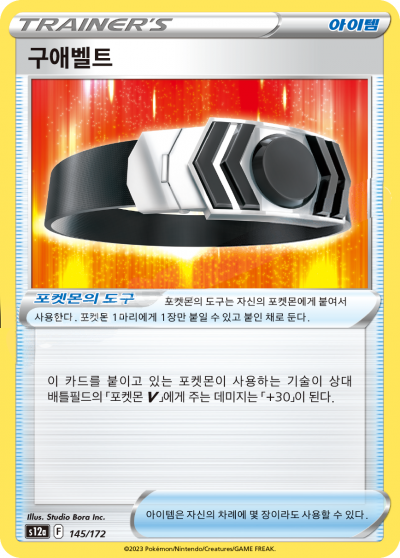 TRAINER'S 아이템
구애벨트
포켓몬의 도구 포켓몬의 도구는 자신의 포켓몬에게 붙여서
사용한다. 포켓몬 1마리에게 1장만 붙일 수 있고 붙인 채로 둔다.
이 카드를 붙이고 있는 포켓몬이 사용하는 기술이 상대
배틀필드의 「포켓몬 V」에게 주는 데미지는 「+30」이 된다.
Illus. Studio Bora Inc.
s12a F 145/172
아이템은 자신의 차례에 몇 장이라도 사용할 수 있다.
©2023 Pokémon/Nintendo/Creatures/GAME FREAK.